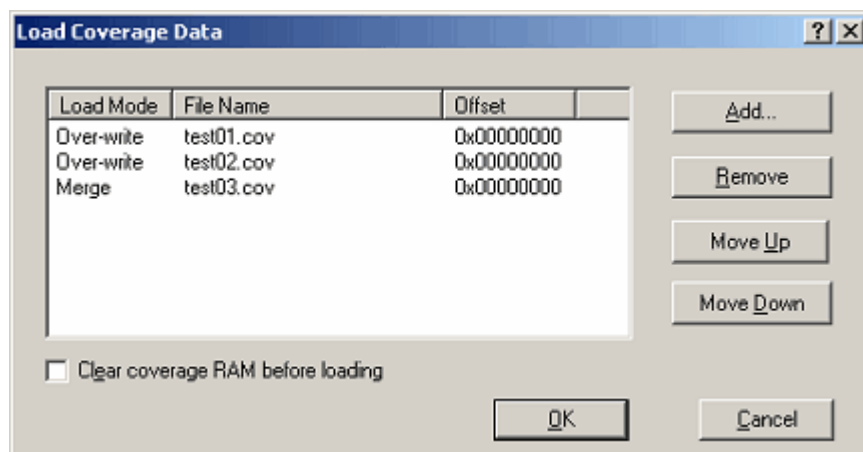 Load Coverage Data ? X
Load Mode File Name Offset
Over-write test01.cov 0x00000000
Over-write test02.cov 0x00000000
Merge test03.cov 0x00000000
Add...
Remove
Move Up
Move Down
Clear coverage RAM before loading
OK Cancel